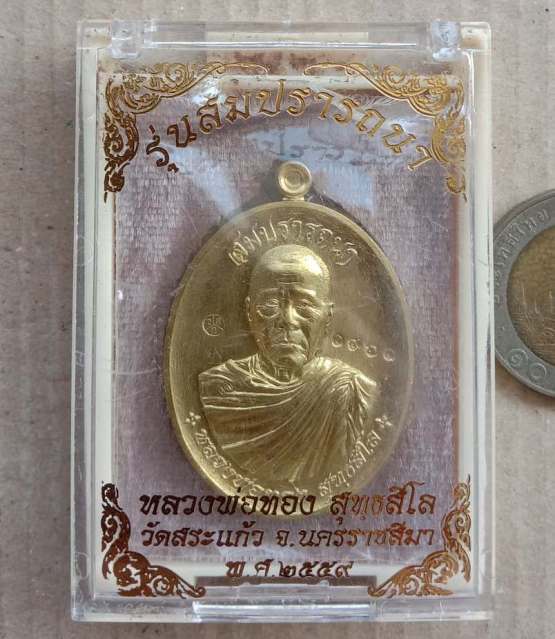 รุ่นสมปรารถนา
สมปรารถนา
๐๙๐๐
หลวงพ่อทอง สุทธสีโล
หลวงพ่อทอง สุทธสีโล
วัดสระแก้ว จ.นครราชสีมา
พ.ศ.๒๕๕๙
๑๐